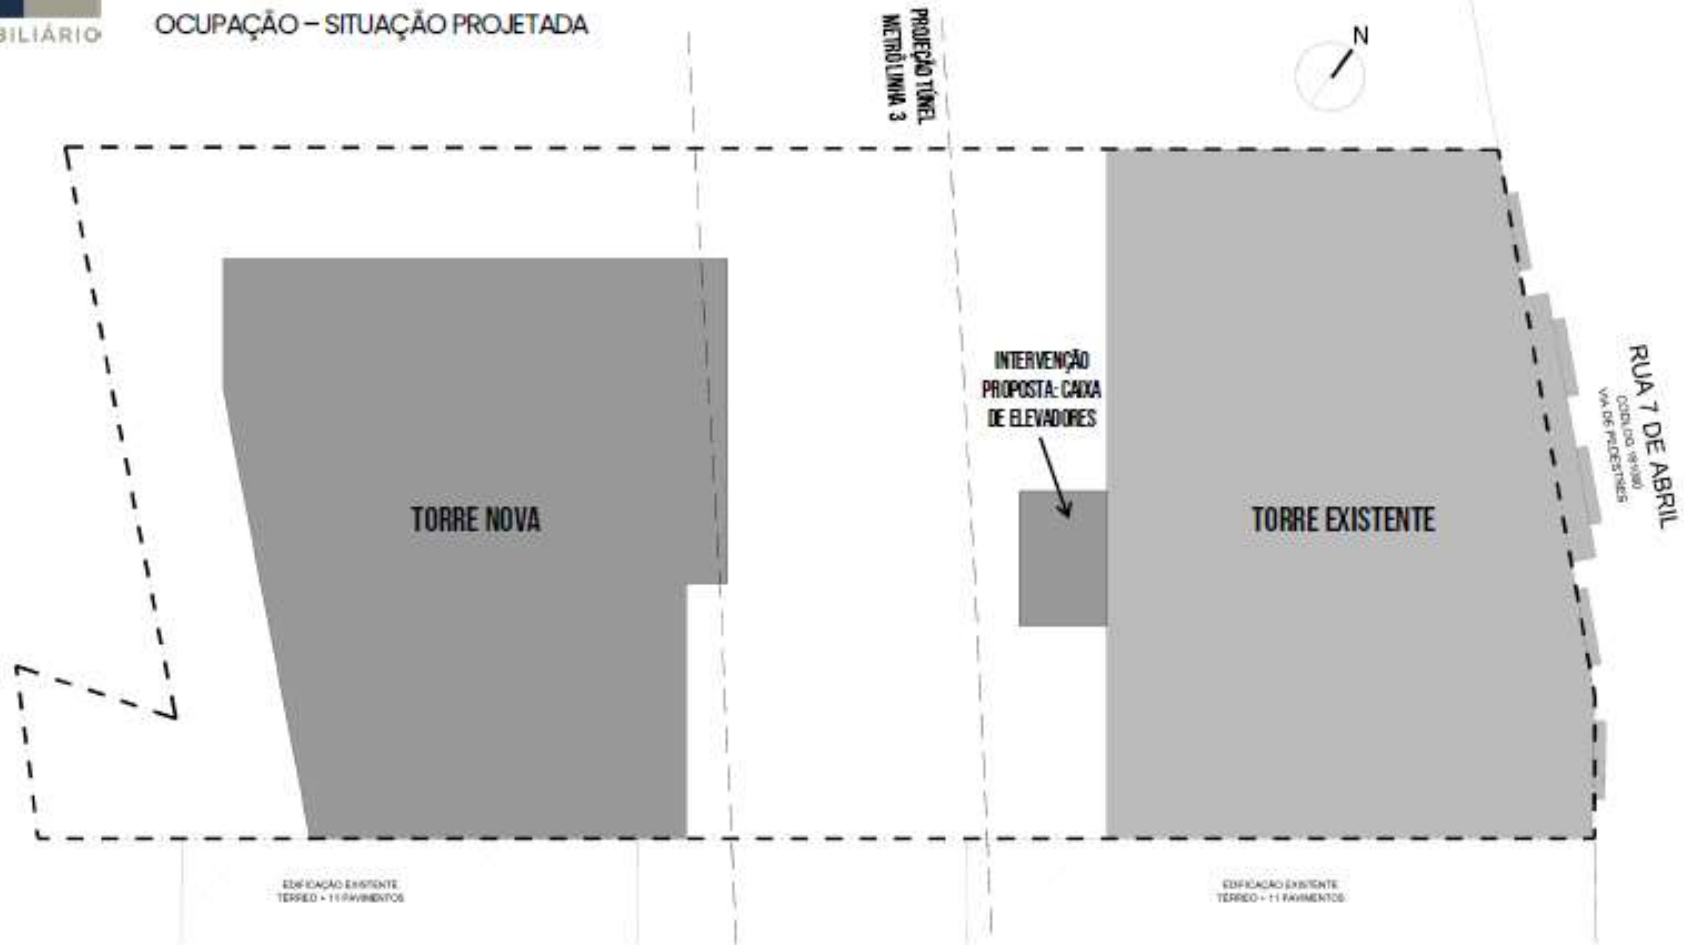 BILIÁRIO
OCUPAÇÃO – SITUAÇÃO PROJETADA
PROJEÇÃO TÚNEL
METRÔ LINHA 3
N
INTERVENÇÃO
PROPOSTA: CAIXA
DE ELEVADORES
TORRE NOVA
TORRE EXISTENTE
RUA 7 DE ABRIL
CODLOG
VIA DE PEDESTRES
EDIFICAÇÃO EXISTENTE
TÉRREO + 11 PAVIMENTOS
EDIFICAÇÃO EXISTENTE
TÉRREO + 11 PAVIMENTOS